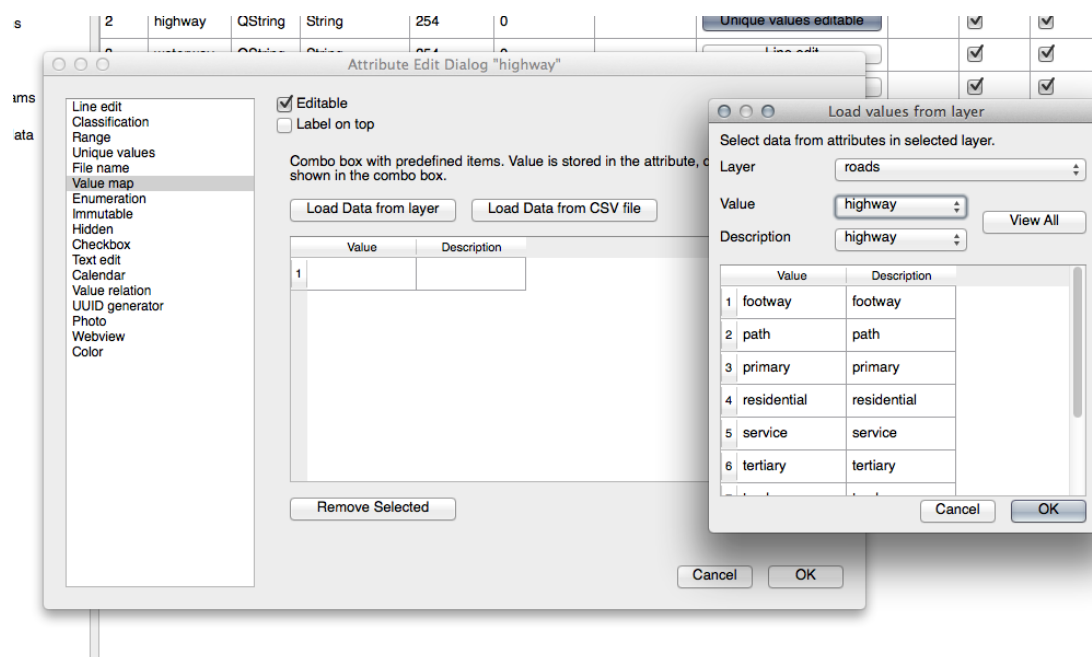 s
2 highway QString String 254 0 Unique values editable
Line edit
ams
ata
Attribute Edit Dialog "highway"
Line edit
Classification
Range
Unique values
File name
Value map
Enumeration
Immutable
Hidden
Checkbox
Text edit
Calendar
Value relation
UUID generator
Photo
Webview
Color
Editable
Label on top
Combo box with predefined items. Value is stored in the attribute,
shown in the combo box.
Load Data from layer Load Data from CSV file
Value Description
1
Remove Selected
Cancel OK
Load values from layer
Select data from attributes in selected layer.
Layer roads
Value highway
View All
Description highway
Value Description
1 footway footway
2 path path
3 primary primary
4 residential residential
5 service service
6 tertiary tertiary
Cancel OK